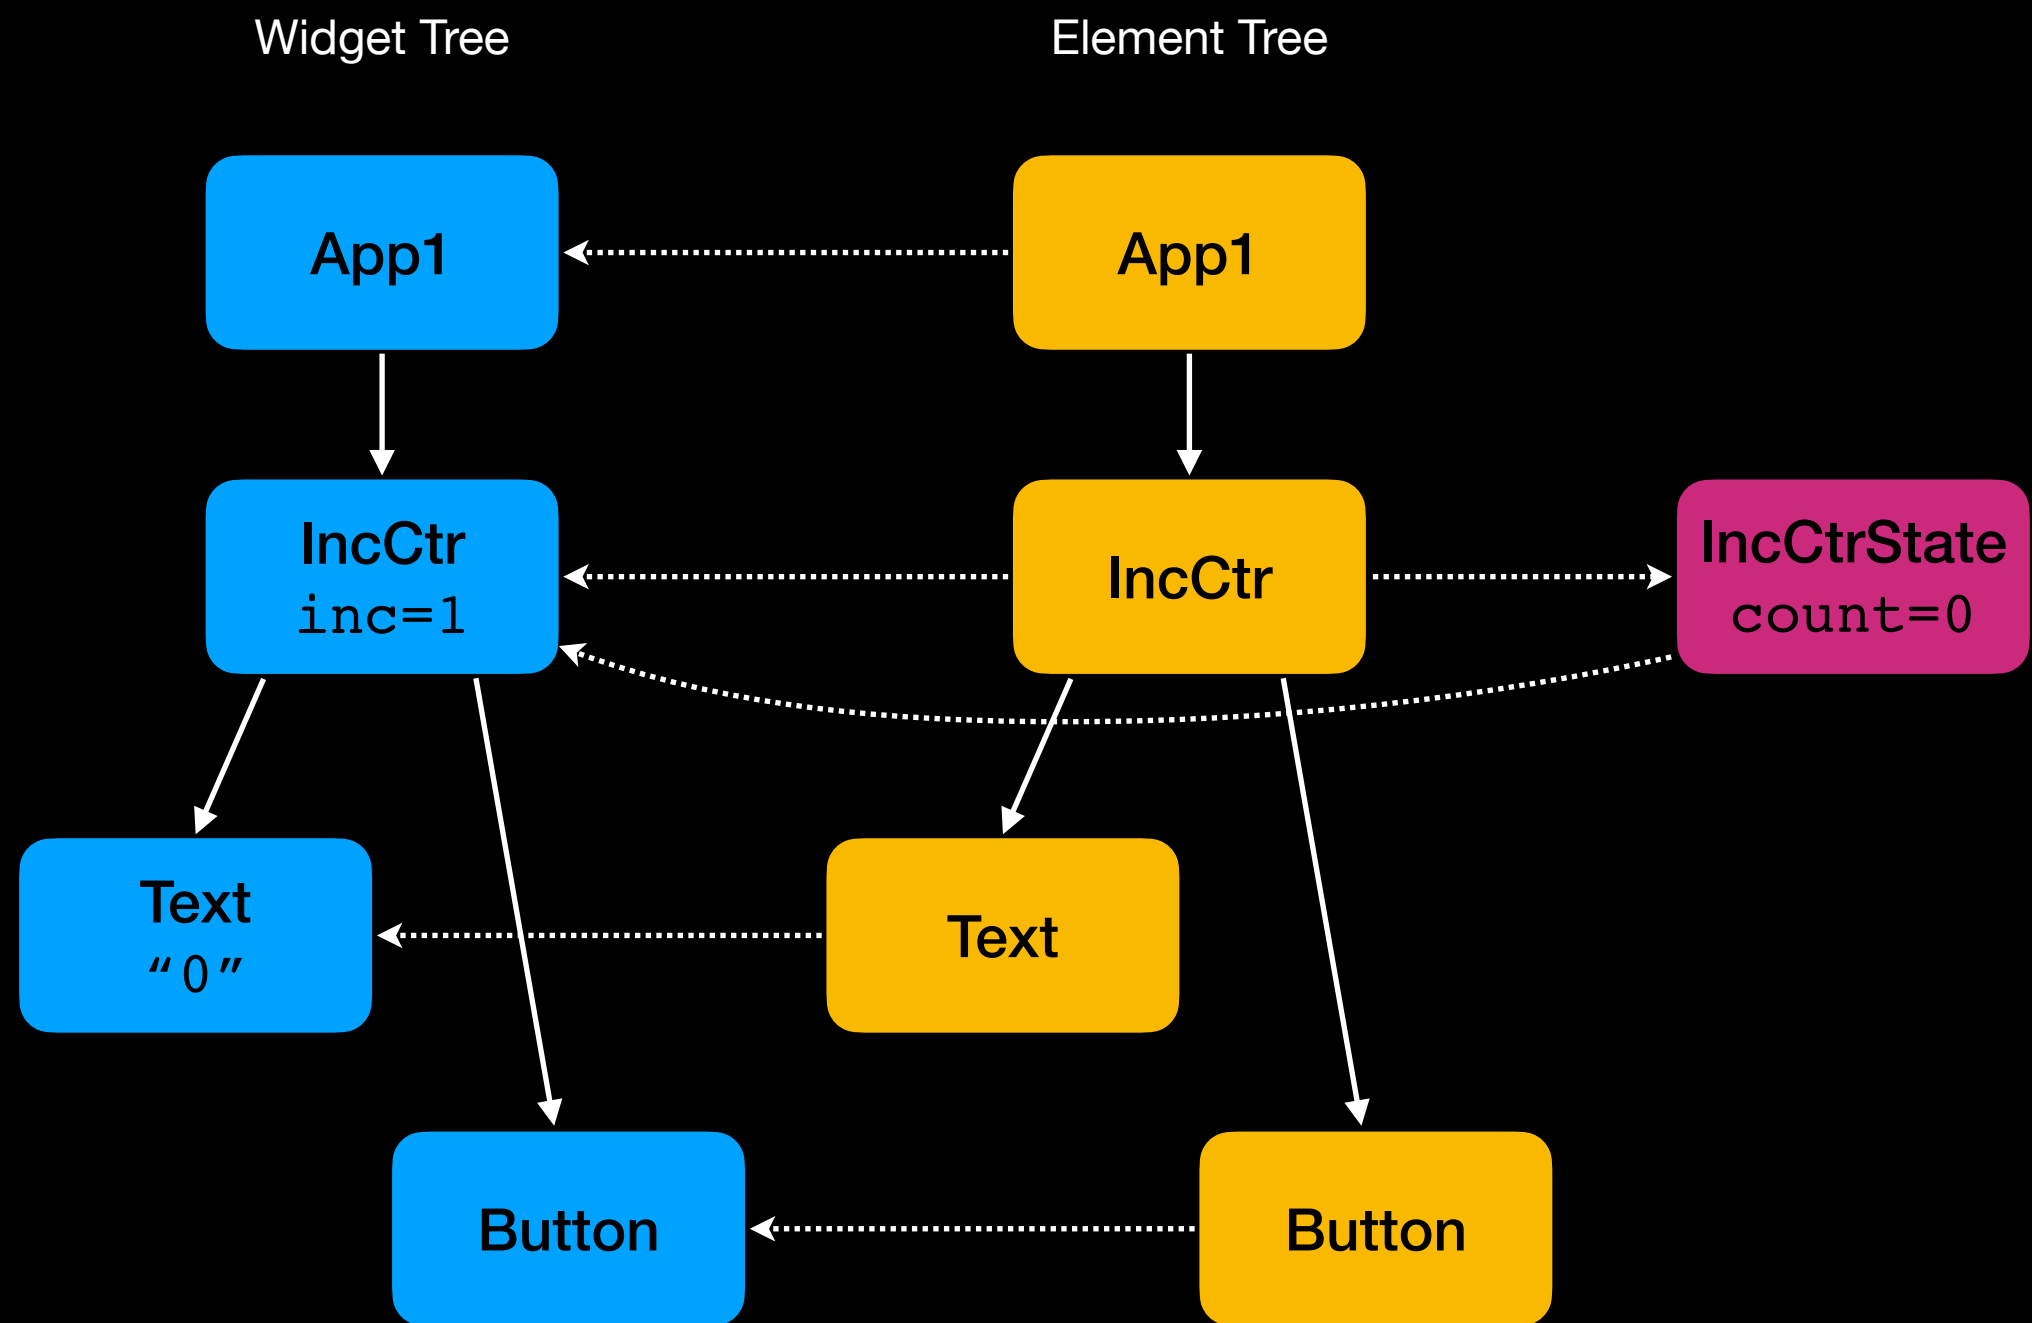 Widget Tree
Element Tree
App1
App1
IncCtr
inc=1
IncCtr
IncCtrState
count=0
Text
“0”
Text
Button
Button